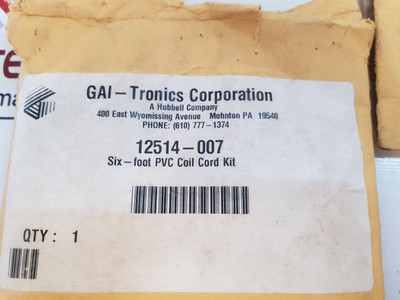 GAI-Tronics Corporation
A Hubbell Company
400 East Wyomissing Avenue Mohnton PA 19540
PHONE: (610) 777-1374
12514-007
Six-foot PVC Coil Cord Kit
QTY: 1